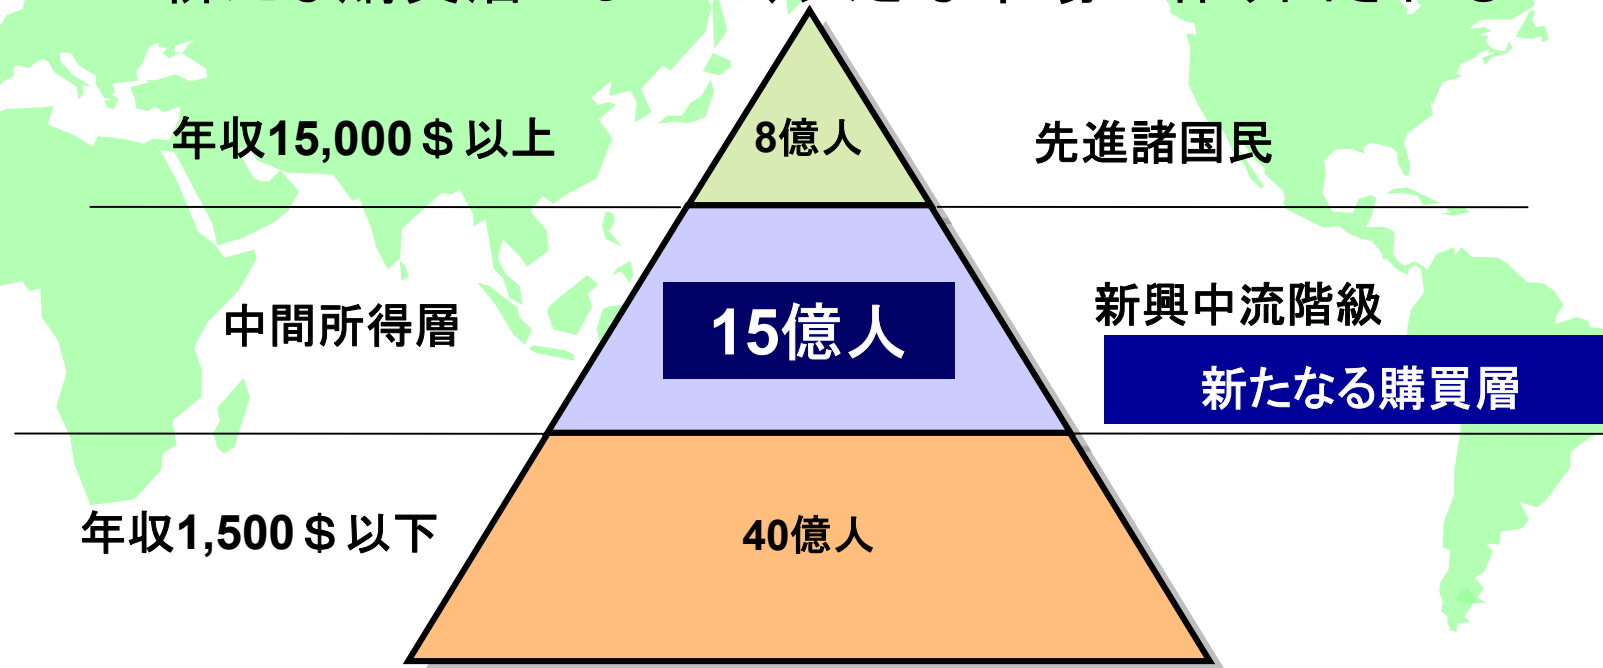 年収15,000＄以上
8億人
先進諸国民
中間所得層
15億人
新興中流階級
新たなる購買層
年収1,500＄以下
40億人